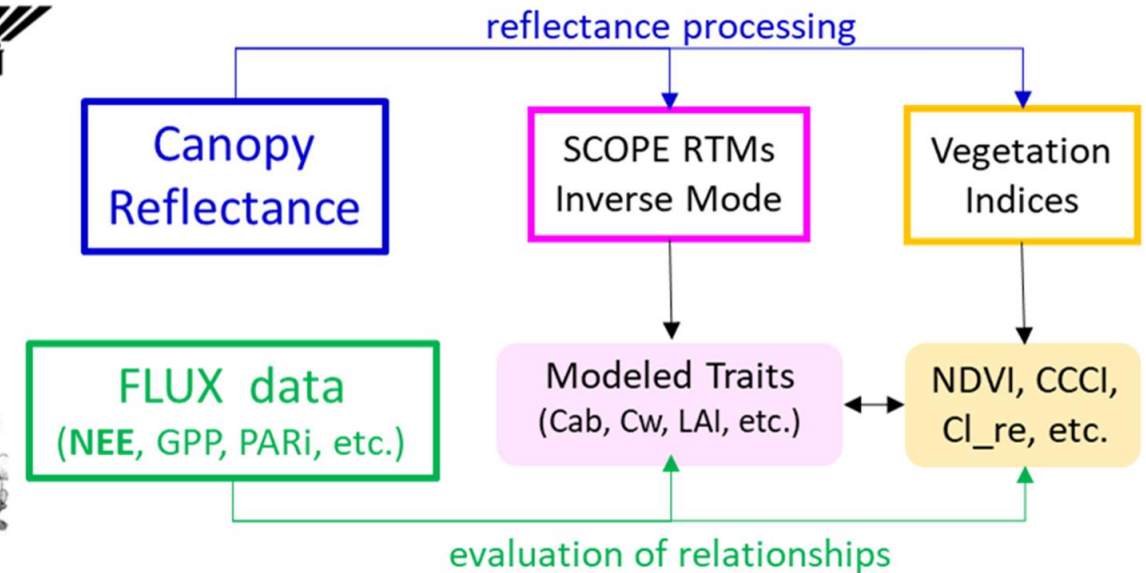 reflectance processing
Canopy
Reflectance
SCOPE RTMs
Inverse Mode
Vegetation
Indices
FLUX data
(NEE, GPP, PARi, etc.)
Modeled Traits
(Cab, Cw, LAI, etc.)
NDVI, CCCI,
Cl_re, etc.
evaluation of relationships